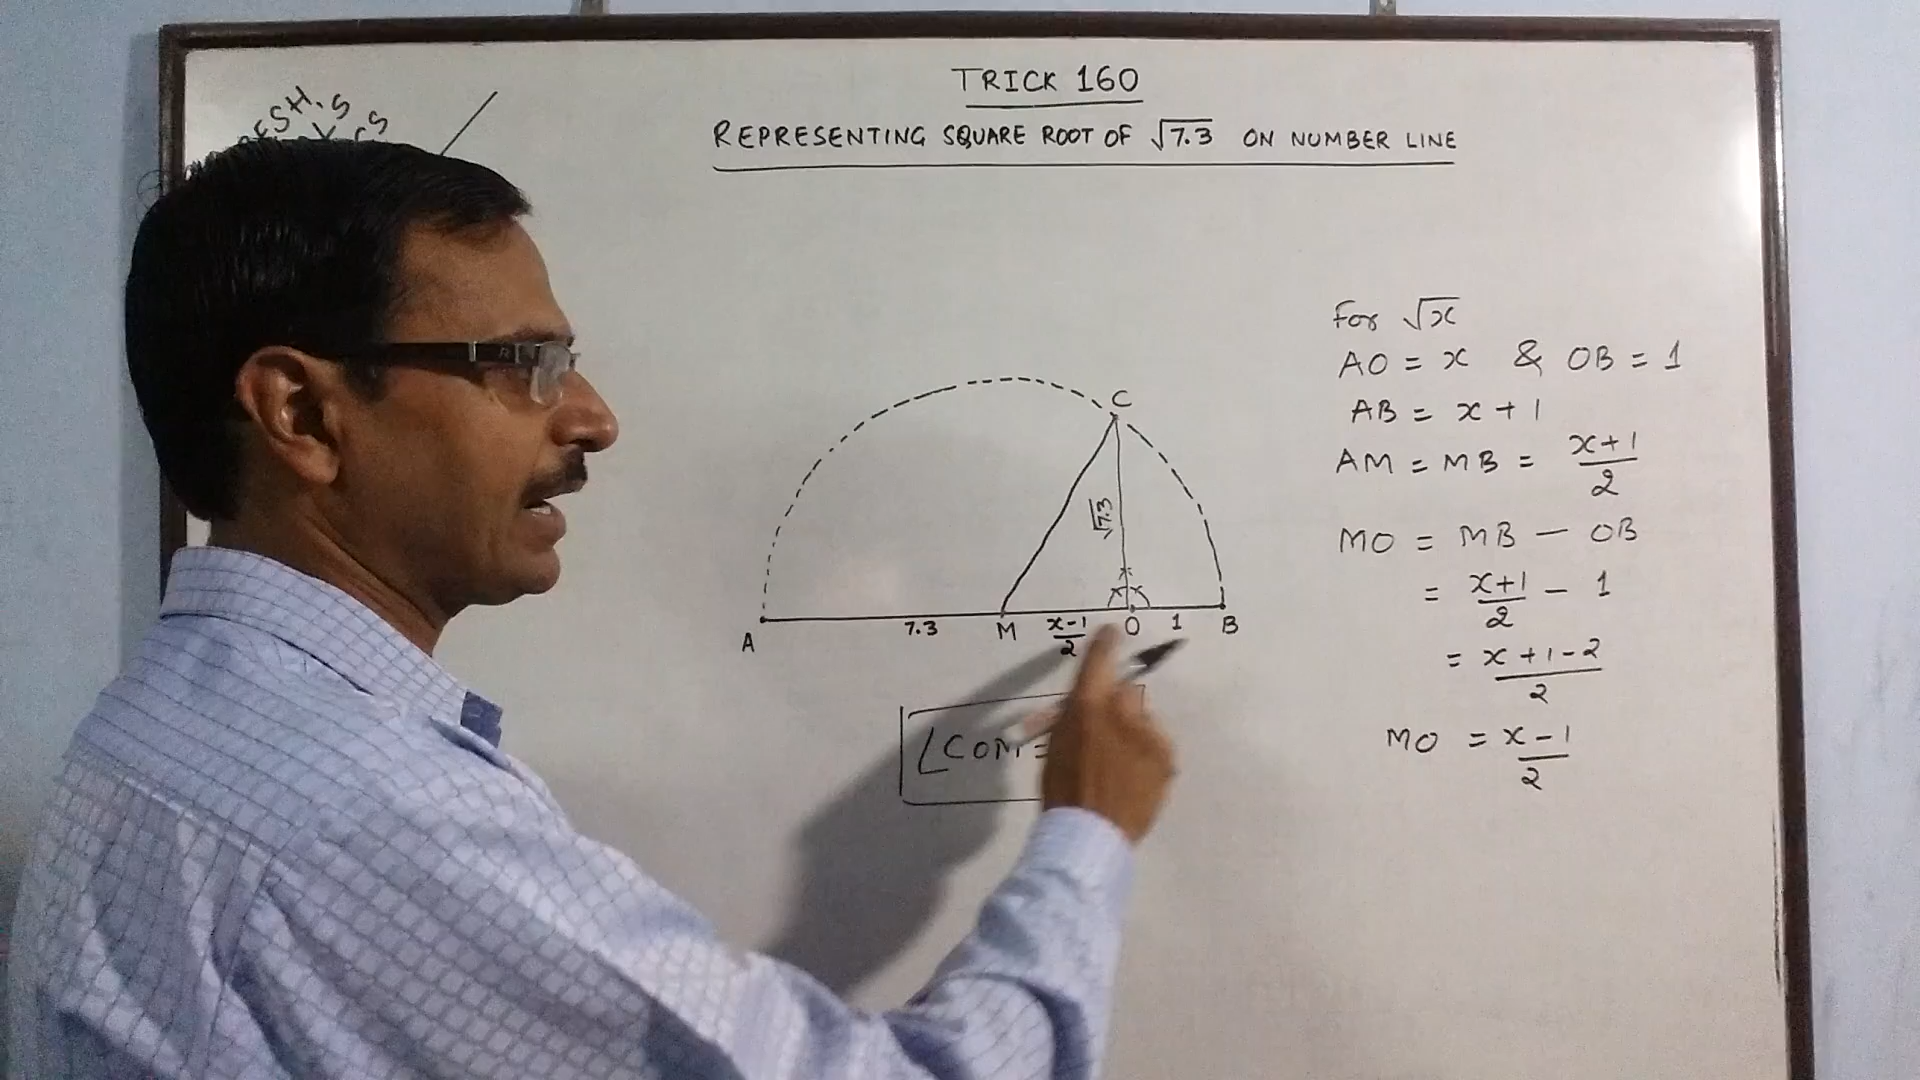 TRICK 160
REPRESENTING SQUARE ROOT OF √7.3 ON NUMBER LINE
For √x
AO = x & OB = 1
AB = x + 1
AM = MB = x+1/2
MO = MB — OB
= x+1/2 - 1
= x+1-2/2
MO = x-1/2
C
√7.3
A 7.3 M x-1/2 O 1 B
∠COM =